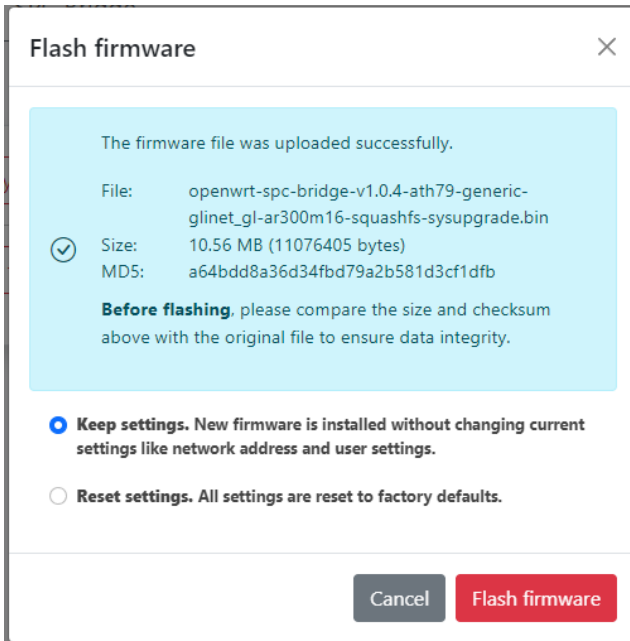 Flash firmware
The firmware file was uploaded successfully.
File: openwrt-spc-bridge-v1.0.4-ath79-generic-
glinet_gl-ar300m16-squashfs-sysupgrade.bin
Size: 10.56 MB (11076405 bytes)
MD5: a64bdd8a36d34fbd79a2b581d3cf1dfb
Before flashing, please compare the size and checksum
above with the original file to ensure data integrity.
Keep settings. New firmware is installed without changing current
settings like network address and user settings.
Reset settings. All settings are reset to factory defaults.
Cancel Flash firmware